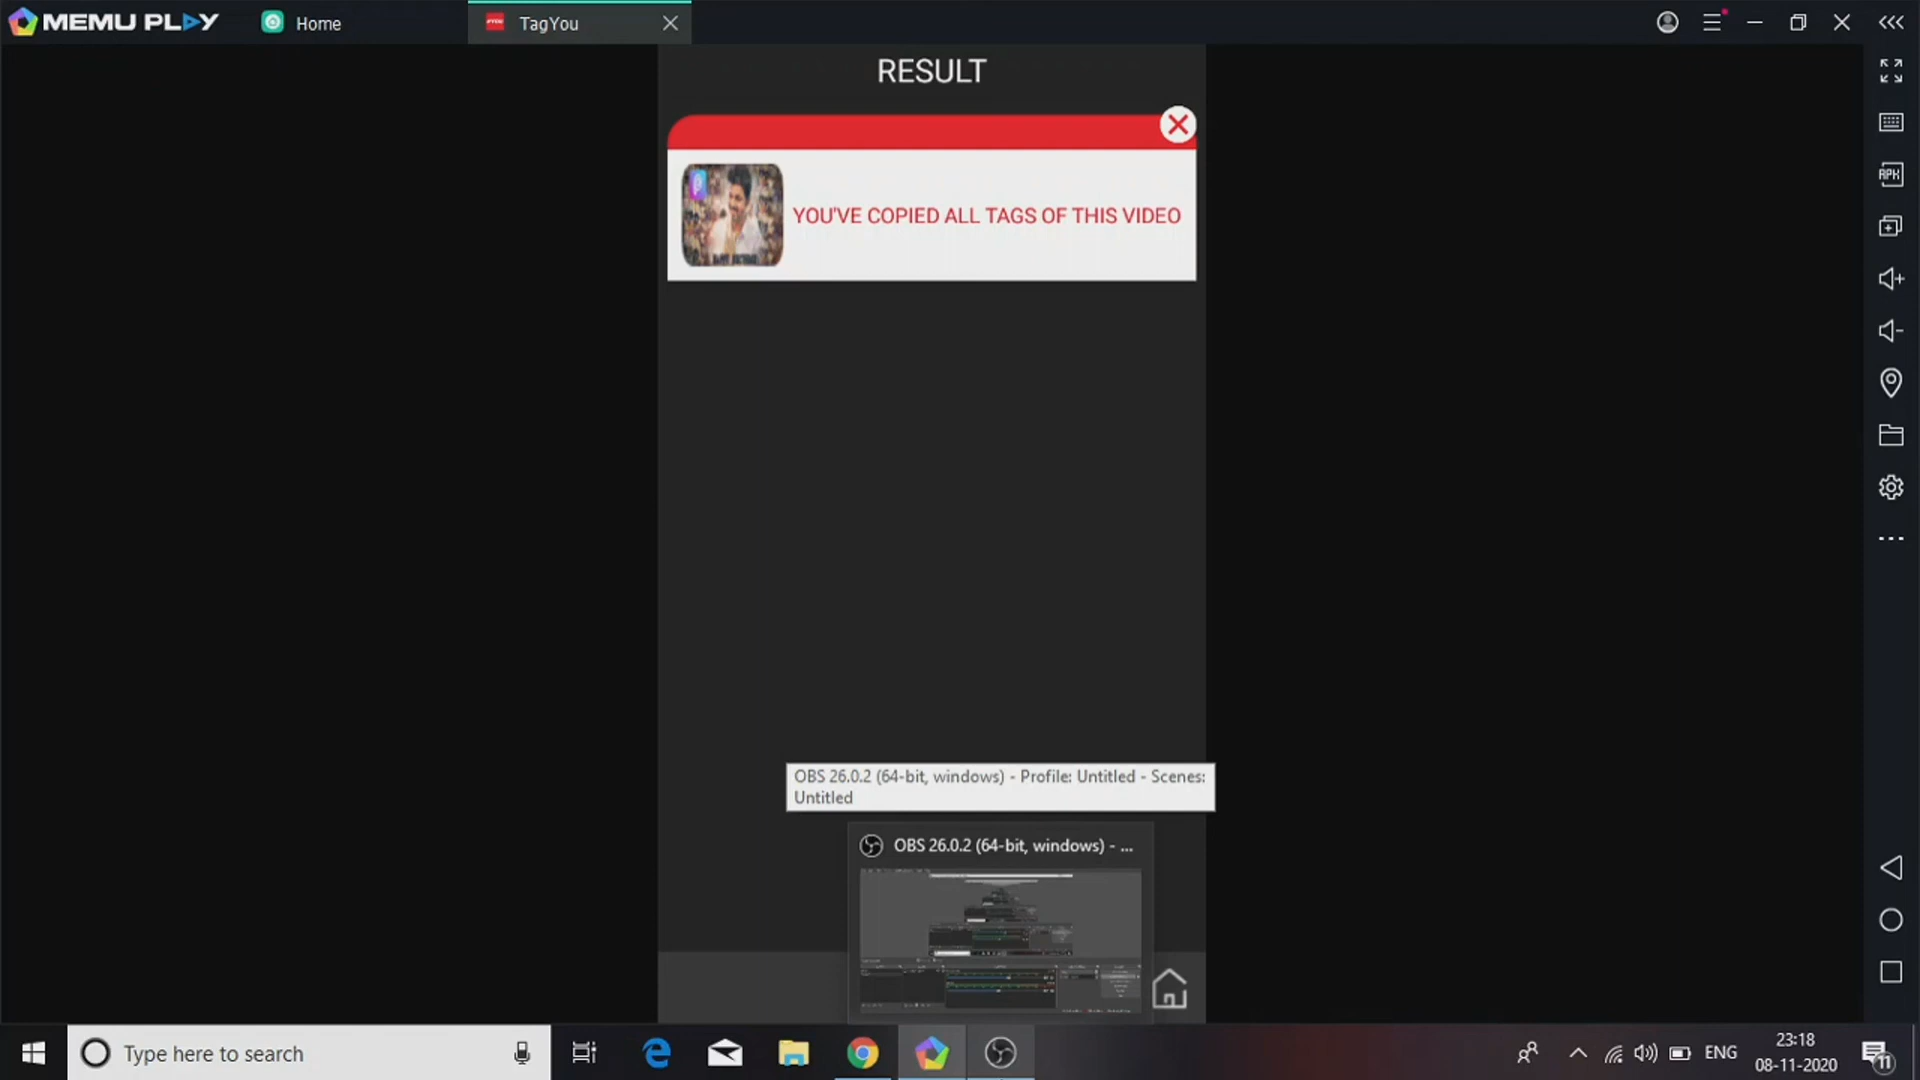 MEMU PLAY
Home
TagYou
RESULT
YOU'VE COPIED ALL TAGS OF THIS VIDEO
APK
OBS 26.0.2 (64-bit, windows) - Profile: Untitled - Scenes:
Untitled
OBS 26.0.2 (64-bit, windows) - ...
Type here to search
ENG
23:18
08-11-2020
11